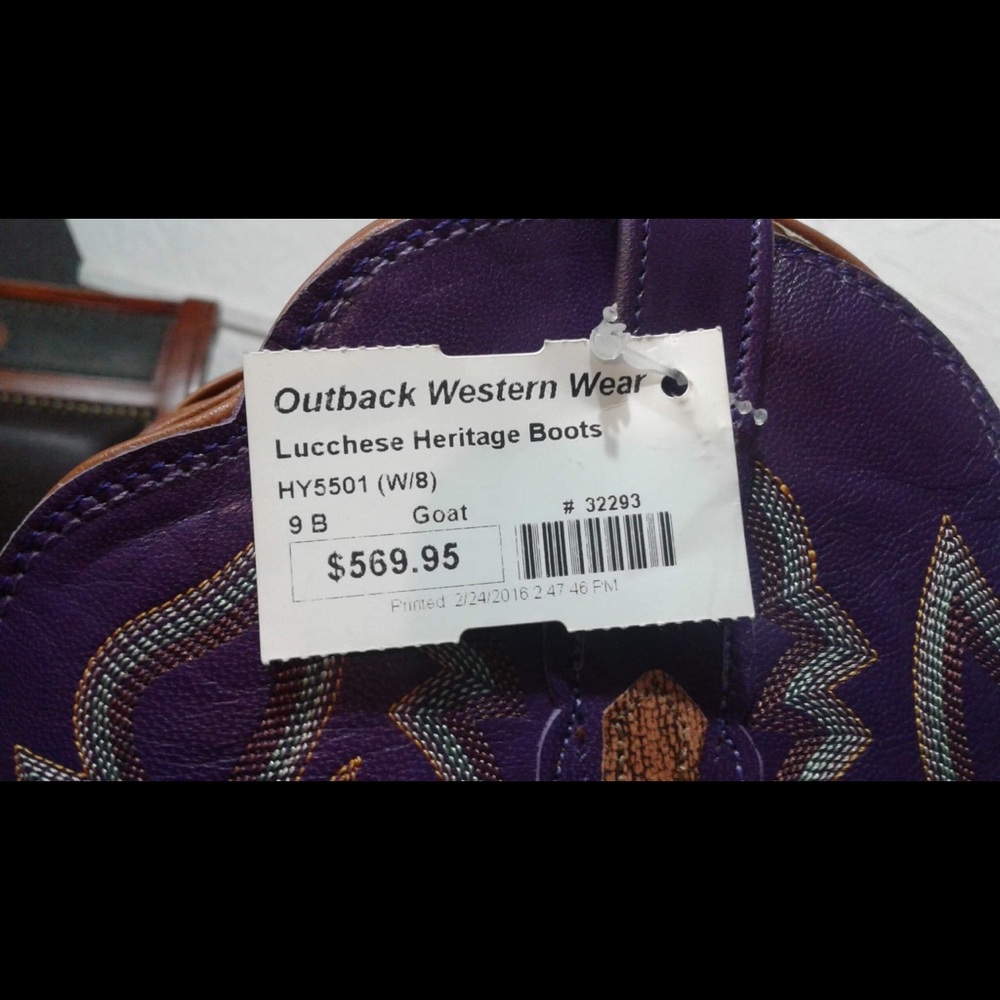 Outback Western Wear
Lucchese Heritage Boots
HY5501 (W/8)
9 B Goat # 32293
$569.95
Printed 2/24/2016 2 47 46 PM